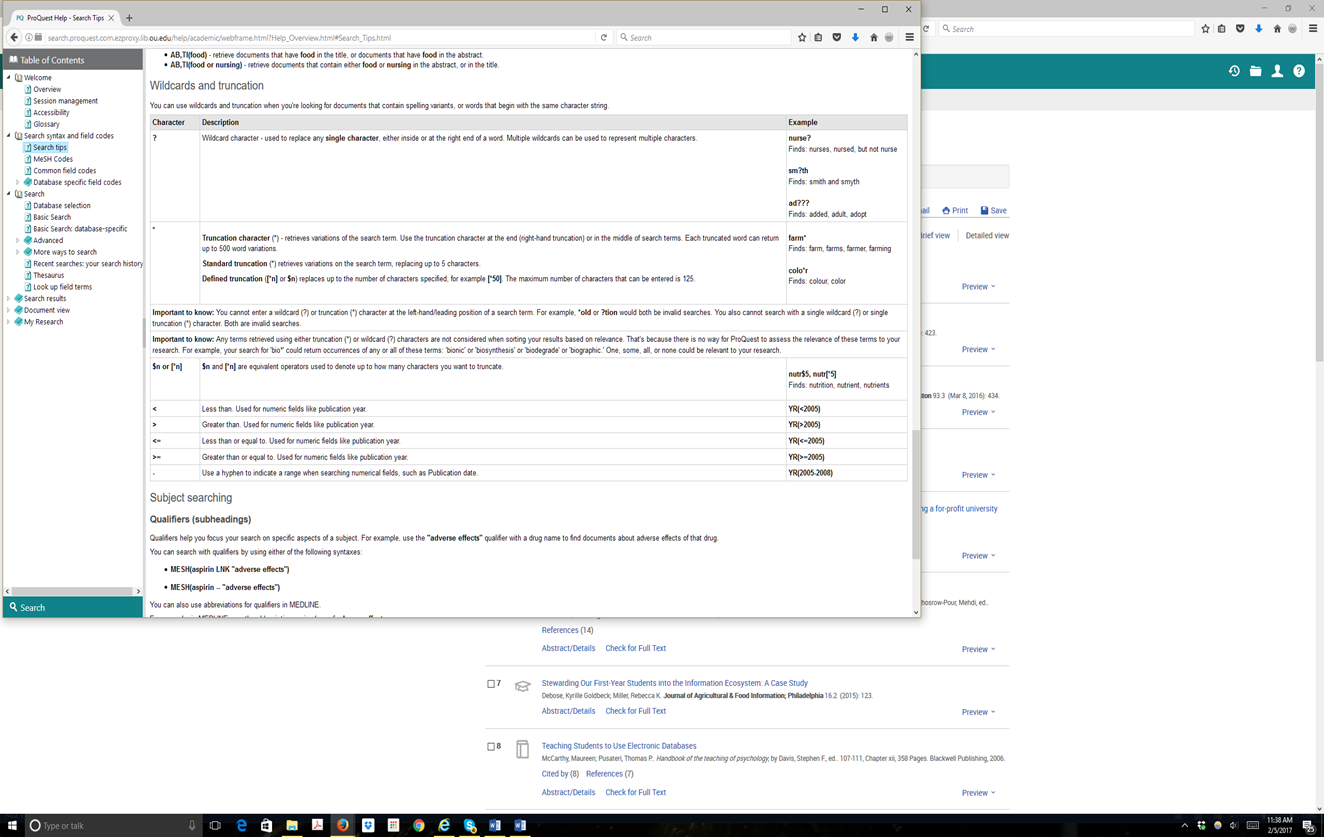 ProQuest Help - Search Tips
search.proquest.com.ezproxy.lib.ou.edu/help/academic/webframe.html?Help_Overview.html#Search_Tips.html
Search
Search
Table of Contents
Welcome
Overview
Session management
Accessibility
Glossary
Search syntax and field codes
Search tips
MeSH Codes
Common field codes
Database specific field codes
Search
Database selection
Basic Search
Basic Search: database-specific
Advanced
More ways to search
Recent searches: your search history
Thesaurus
Look up field terms
Search results
Document view
My Research
Search
• AB,TI(food) - retrieve documents that have food in the title, or documents that have food in the abstract.
• AB,TI(food or nursing) - retrieve documents that contain either food or nursing in the abstract, or in the title.
Wildcards and truncation
You can use wildcards and truncation when you're looking for documents that contain spelling variants, or words that begin with the same character string.
Character Description Example
? Wildcard character - used to replace any single character, either inside or at the right end of a word. Multiple wildcards can be used to represent multiple characters. nurse?
Finds: nurses, nursed, but not nurse
sm?th
Finds: smith and smyth
ad???
Finds: added, adult, adopt
*
Truncation character (*) - retrieves variations of the search term. Use the truncation character at the end (right-hand truncation) or in the middle of search terms. Each truncated word can return
up to 500 word variations.
Standard truncation (*) retrieves variations on the search term, replacing up to 5 characters.
Defined truncation ([*n] or $n) replaces up to the number of characters specified, for example [*50]. The maximum number of characters that can be entered is 125.
farm*
Finds: farm, farms, farmer, farming
colo*r
Finds: colour, color
Important to know: You cannot enter a wildcard (?) or truncation (*) character at the left-hand/leading position of a search term. For example, *old or ?tion would both be invalid searches. You also cannot search with a single wildcard (?) or single
truncation (*) character. Both are invalid searches.
Important to know: Any terms retrieved using either truncation (*) or wildcard (?) characters are not considered when sorting your results based on relevance. That's because there is no way for ProQuest to assess the relevance of these terms to your
research. For example, your search for 'bio*' could return occurrences of any or all of these terms: 'bionic' or 'biosynthesis' or 'biodegrade' or 'biographic.' One, some, all, or none could be relevant to your research.
$n or [*n] $n and [*n] are equivalent operators used to denote up to how many characters you want to truncate.
nutr$5, nutr[*5]
Finds: nutrition, nutrient, nutrients
< Less than. Used for numeric fields like publication year. YR(<2005)
> Greater than. Used for numeric fields like publication year. YR(>2005)
<= Less than or equal to. Used for numeric fields like publication year. YR(<=2005)
>= Greater than or equal to. Used for numeric fields like publication year. YR(>=2005)
- Use a hyphen to indicate a range when searching numerical fields, such as Publication date. YR(2005-2008)
Subject searching
Qualifiers (subheadings)
Qualifiers help you focus your search on specific aspects of a subject. For example, use the "adverse effects" qualifier with a drug name to find documents about adverse effects of that drug.
You can search with qualifiers by using either of the following syntaxes:
• MESH(aspirin LNK "adverse effects")
• MESH(aspirin -- "adverse effects")
You can also use abbreviations for qualifiers in MEDLINE.
Print Save
rief view Detailed view
Preview
423.
Preview
ton 93.3 (Mar 8, 2016): 434.
Preview
Preview
ng a for-profit university
Preview
hosrow-Pour, Mehdi, ed..
References (14)
Abstract/Details Check for Full Text
Preview
7 Stewarding Our First-Year Students into the Information Ecosystem: A Case Study
Debose, Kyrille Goldbeck; Miller, Rebecca K. Journal of Agricultural & Food Information; Philadelphia 16.2 (2015): 123.
Abstract/Details Check for Full Text
Preview
8 Teaching Students to Use Electronic Databases
McCarthy, Maureen; Pusateri, Thomas P.. Handbook of the teaching of psychology, by Davis, Stephen F., ed.. 107-111, Chapter xii, 358 Pages. Blackwell Publishing, 2006.
Cited by (8) References (7)
Abstract/Details Check for Full Text
Preview
Type or talk
11:38 AM
2/5/2017
25